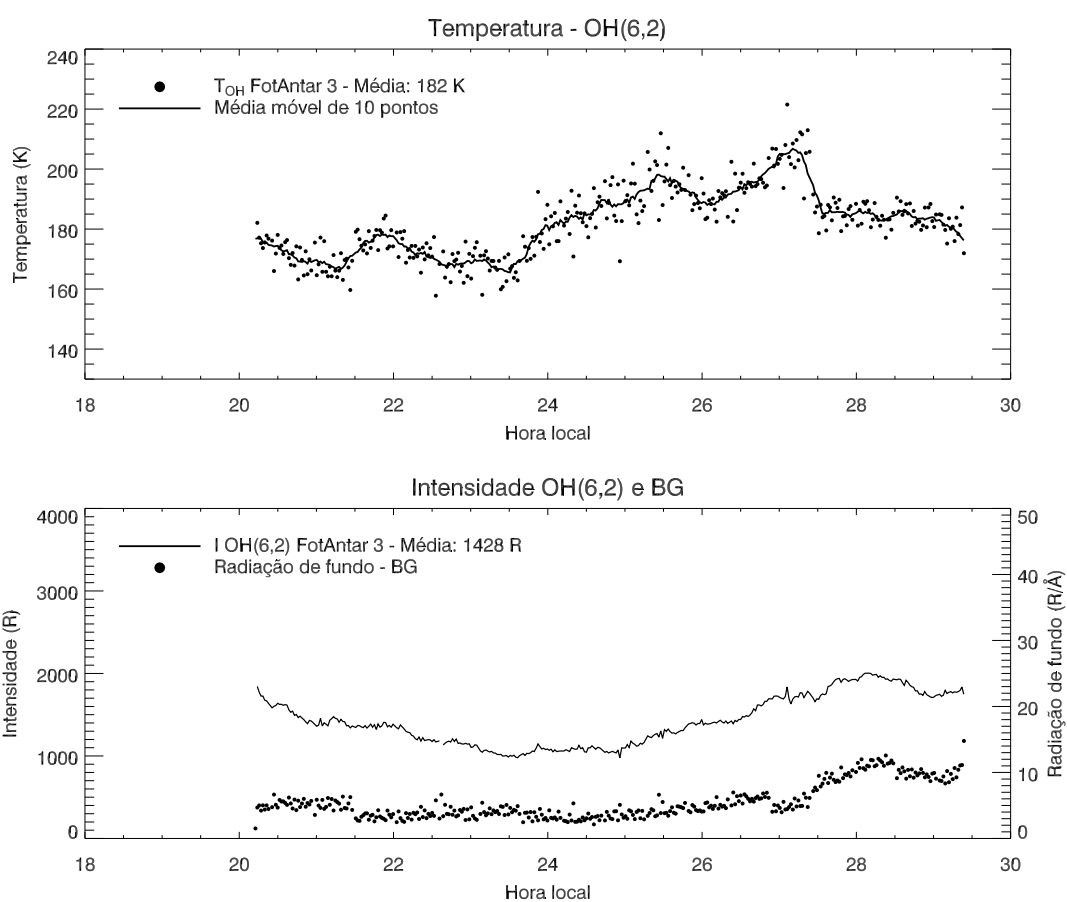 Temperatura - OH(6,2)
240
220
200
180
160
140
Temperatura (K)
TOH FotAntar 3 - Média: 182 K
Média móvel de 10 pontos
18 20 22 24 26 28 30
Hora local
Intensidade OH(6,2) e BG
4000
3000
2000
1000
0
Intensidade (R)
I OH(6,2) FotAntar 3 - Média: 1428 R
Radiação de fundo - BG
50
40
30
20
10
0
Radiação de fundo (R/Å)
18 20 22 24 26 28 30
Hora local